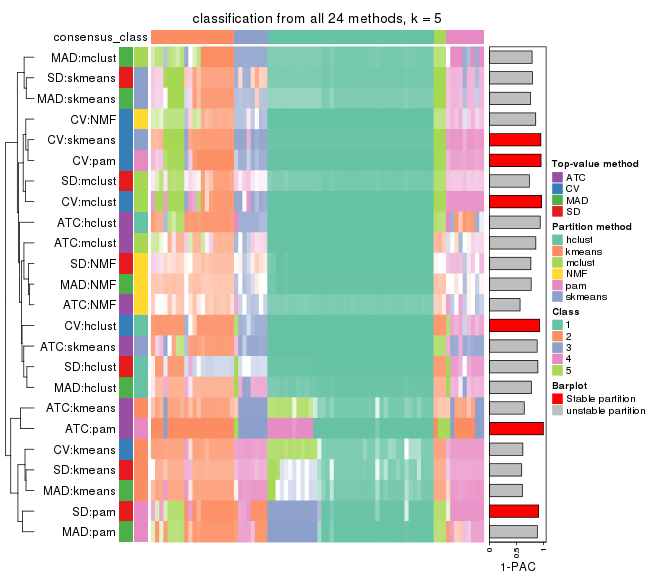 classification from all 24 methods, k = 5
consensus_class
MAD:mclust
SD:skmeans
MAD:skmeans
CV:NMF
CV:skmeans
CV:pam
SD:mclust
CV:mclust
ATC:hclust
ATC:mclust
SD:NMF
MAD:NMF
ATC:NMF
CV:hclust
ATC:skmeans
SD:hclust
MAD:hclust
ATC:kmeans
ATC:pam
CV:kmeans
SD:kmeans
MAD:kmeans
SD:pam
MAD:pam
0
0.5
1
1-PAC
Top-value method
ATC
CV
MAD
SD
Partition method
hclust
kmeans
mclust
NMF
pam
skmeans
Class
1
2
3
4
5
Barplot
Stable partition
unstable partition